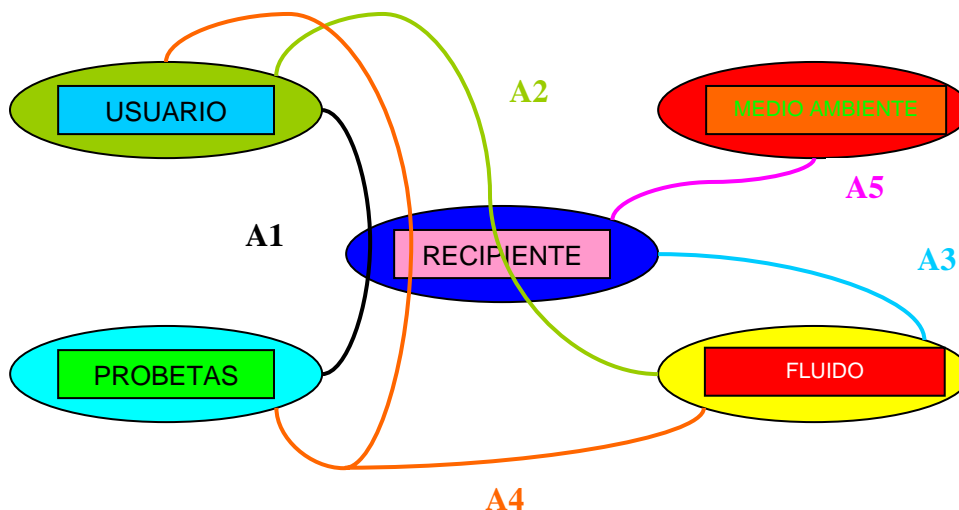 USUARIO
A2
MEDIO AMBIENTE
A5
A1
RECIPIENTE
A3
PROBETAS
FLUIDO
A4